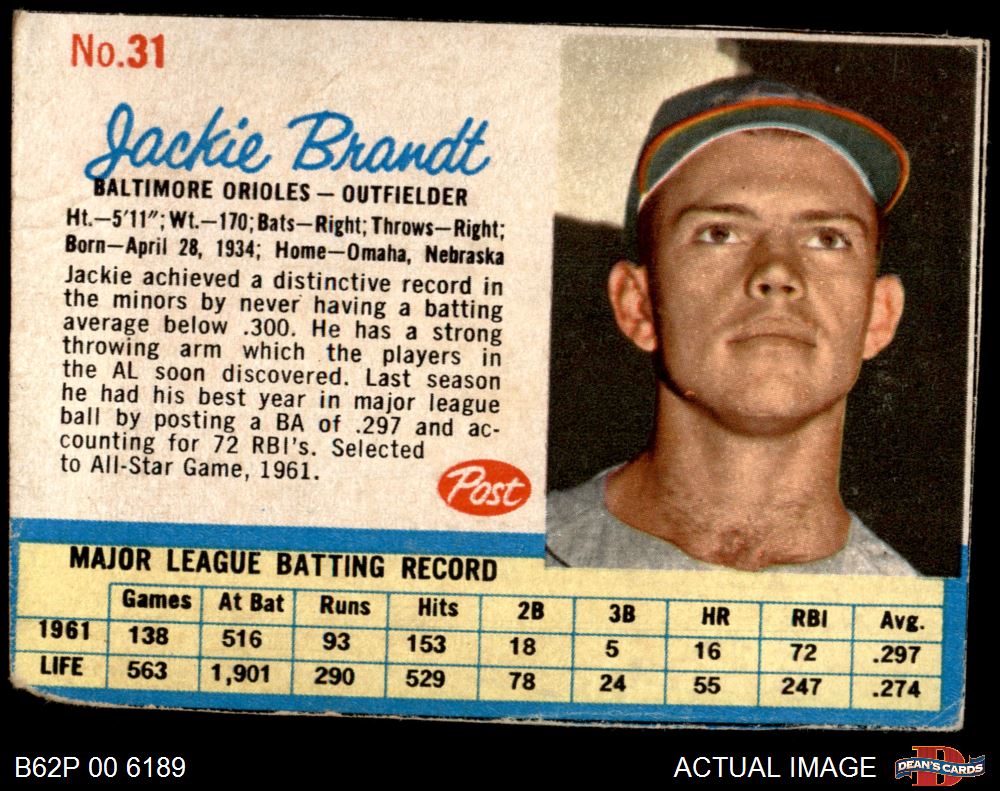 No.31
Jackie Brandt
BALTIMORE ORIOLES — OUTFIELDER
Ht.—5'11"; Wt.—170; Bats—Right; Throws—Right;
Born—April 28, 1934; Home—Omaha, Nebraska
Jackie achieved a distinctive record in
the minors by never having a batting
average below .300. He has a strong
throwing arm which the players in
the AL soon discovered. Last season
he had his best year in major league
ball by posting a BA of .297 and ac-
counting for 72 RBI's. Selected
to All-Star Game, 1961.
Post
MAJOR LEAGUE BATTING RECORD
Games At Bat Runs Hits 2B 3B HR RBI Avg.
1961 138 516 93 153 18 5 16 72 .297
LIFE 563 1,901 290 529 78 24 55 247 .274
B62P 00 6189
ACTUAL IMAGE
DEAN'S CARDS